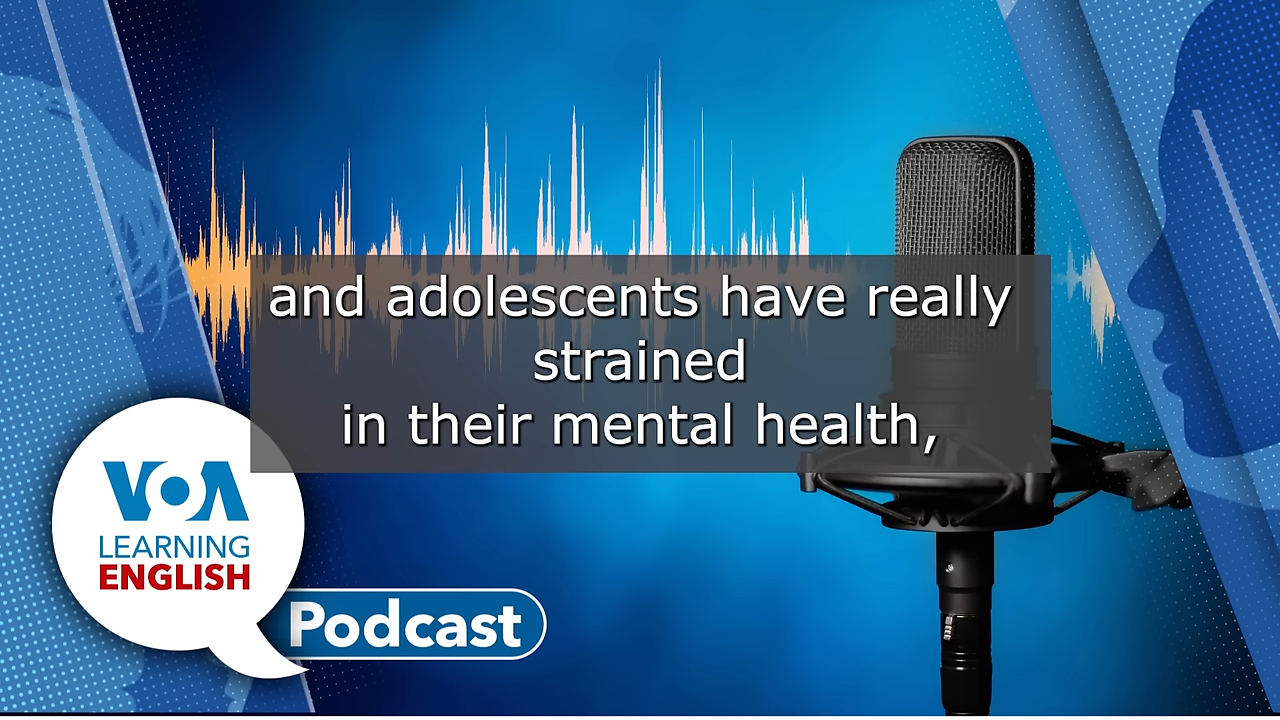 and adolescents have really
strained
in their mental health,
VOA
LEARNING
ENGLISH
Podcast